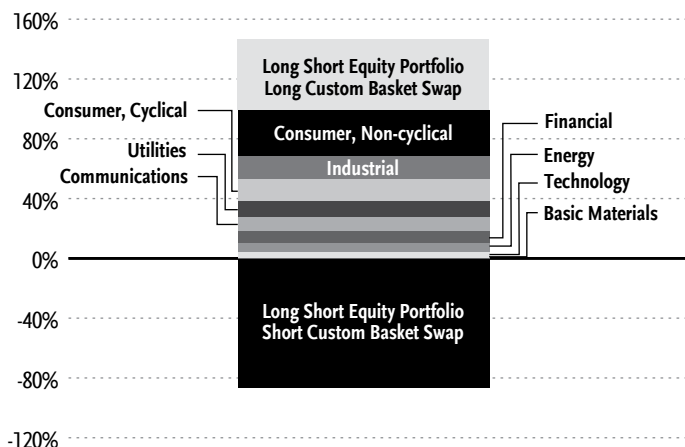 160%
Long Short Equity Portfolio
Long Custom Basket Swap
120%
Consumer, Cyclical
Consumer, Non-cyclical
Financial
80%
Utilities
Energy
Industrial
Communications
Technology
40%
Basic Materials
0%
Long Short Equity Portfolio
Short Custom Basket Swap
-40%
-80%
-120%